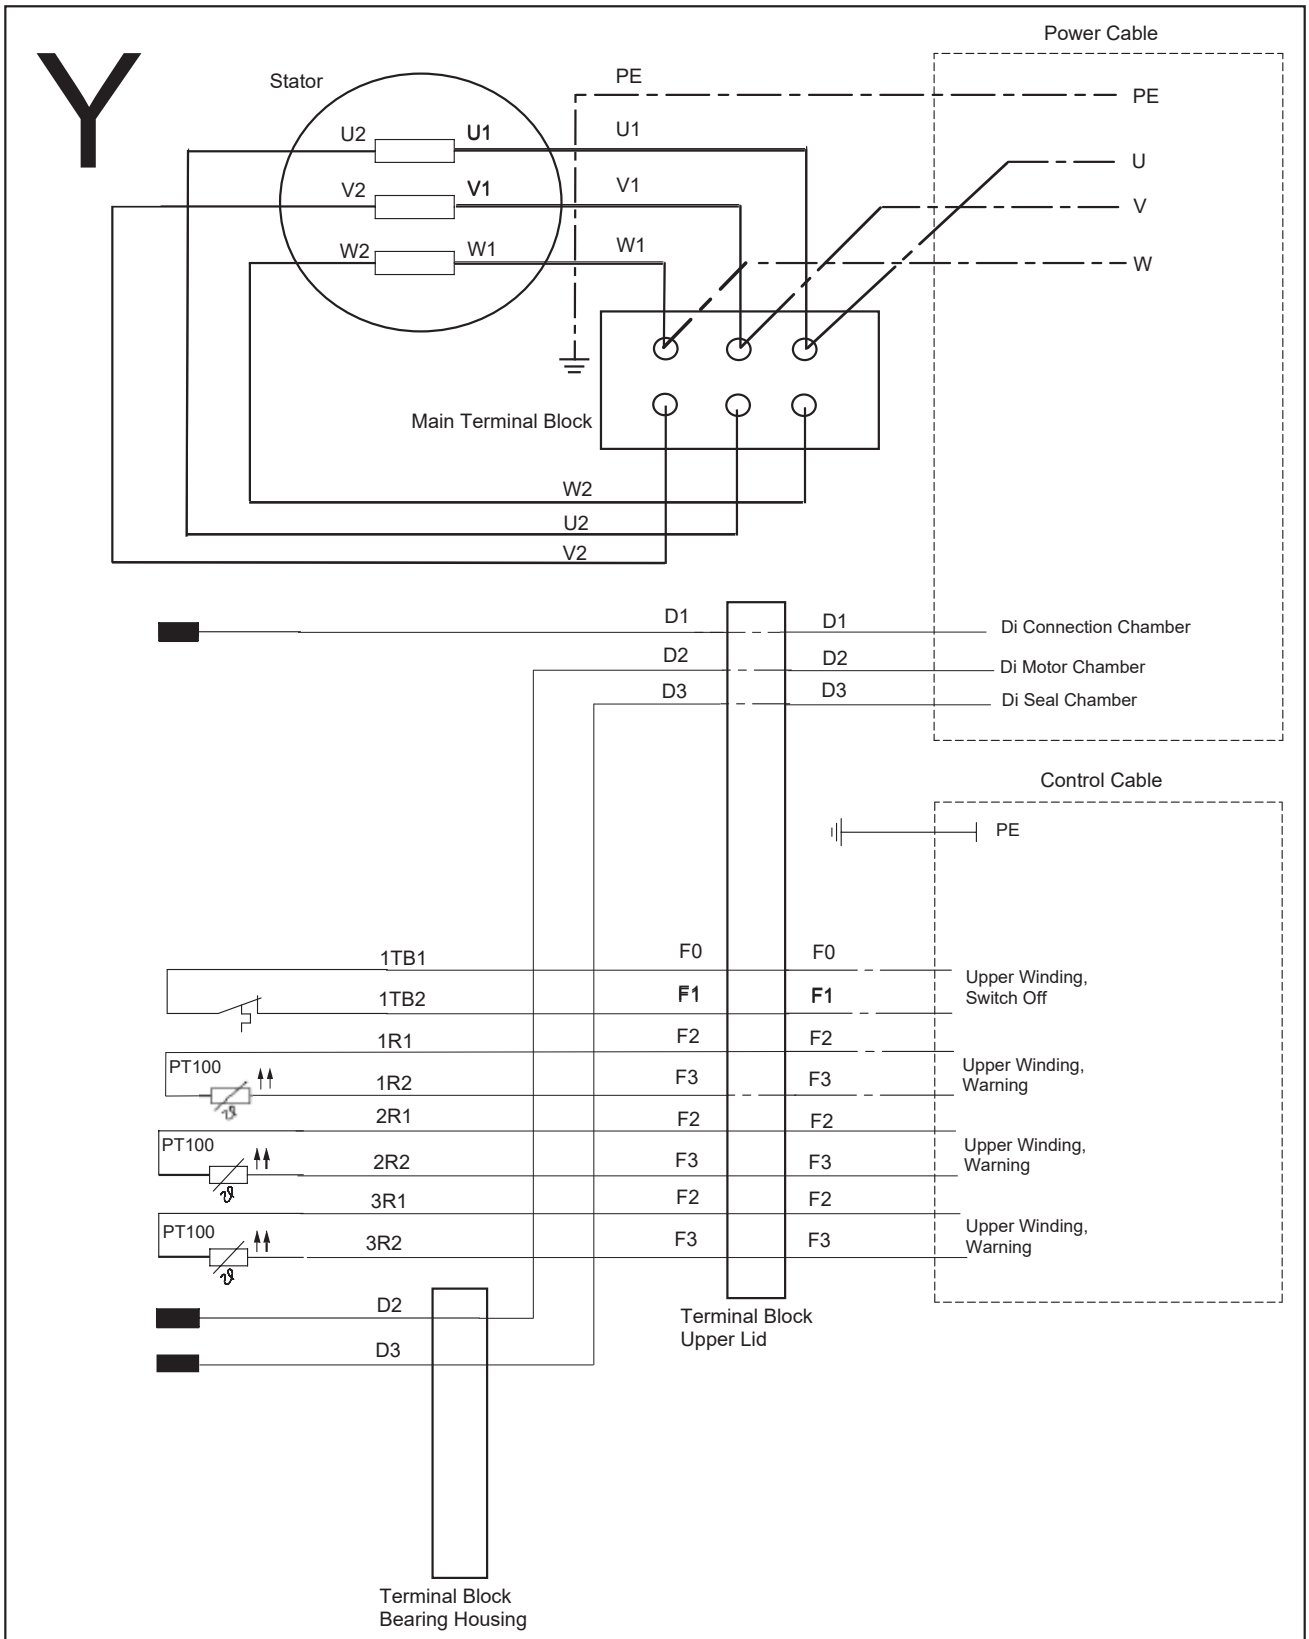 Power Cable
Y
Stator
PE
PE
U2
U1
U1
U
V2
V1
V1
V
W2
W1
W1
W
Main Terminal Block
W2
U2
V2
D1
D1
Di Connection Chamber
D2
D2
Di Motor Chamber
D3
D3
Di Seal Chamber
Control Cable
PE
1TB1
F0
F0
Upper Winding,
Switch Off
1TB2
F1
F1
1R1
F2
F2
PT100
Upper Winding,
Warning
1R2
F3
F3
2R1
F2
F2
PT100
Upper Winding,
Warning
2R2
F3
F3
3R1
F2
F2
PT100
Upper Winding,
Warning
3R2
F3
F3
ϑ
ϑ
ϑ
D2
Terminal Block
Upper Lid
D3
Terminal Block
Bearing Housing